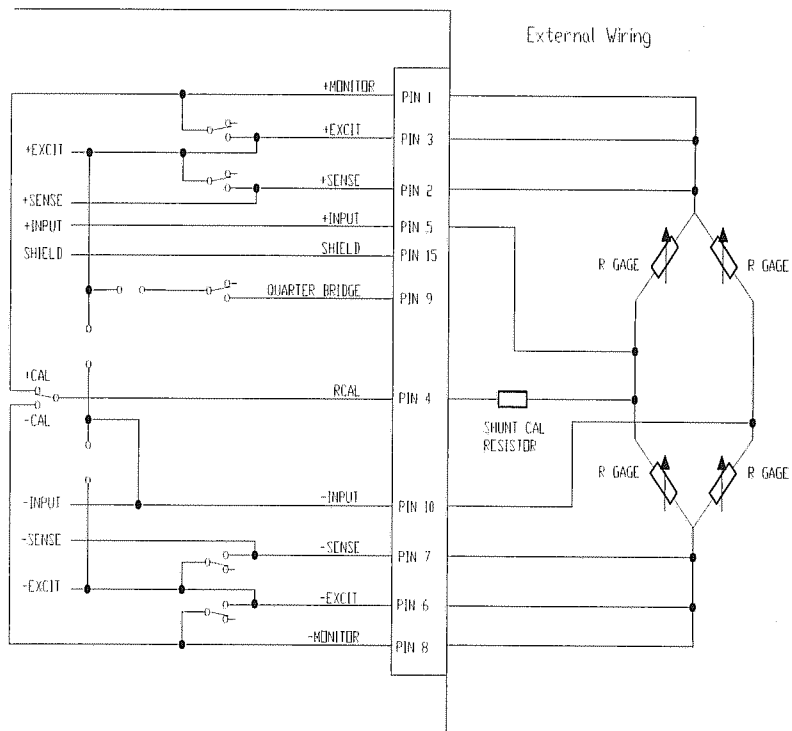 External Wiring
+MONITOR PIN 1
+EXCIT PIN 3
+EXCIT
+SENSE PIN 2
+SENSE
+INPUT +INPUT PIN 5
SHIELD SHIELD PIN 15
R GAGE R GAGE
QUARTER BRIDGE PIN 9
+CAL
RCAL PIN 4
-CAL
SHUNT CAL
RESISTOR
R GAGE R GAGE
-INPUT -INPUT PIN 10
-SENSE
-SENSE PIN 7
-EXCIT
-EXCIT PIN 6
-MONITOR PIN 8